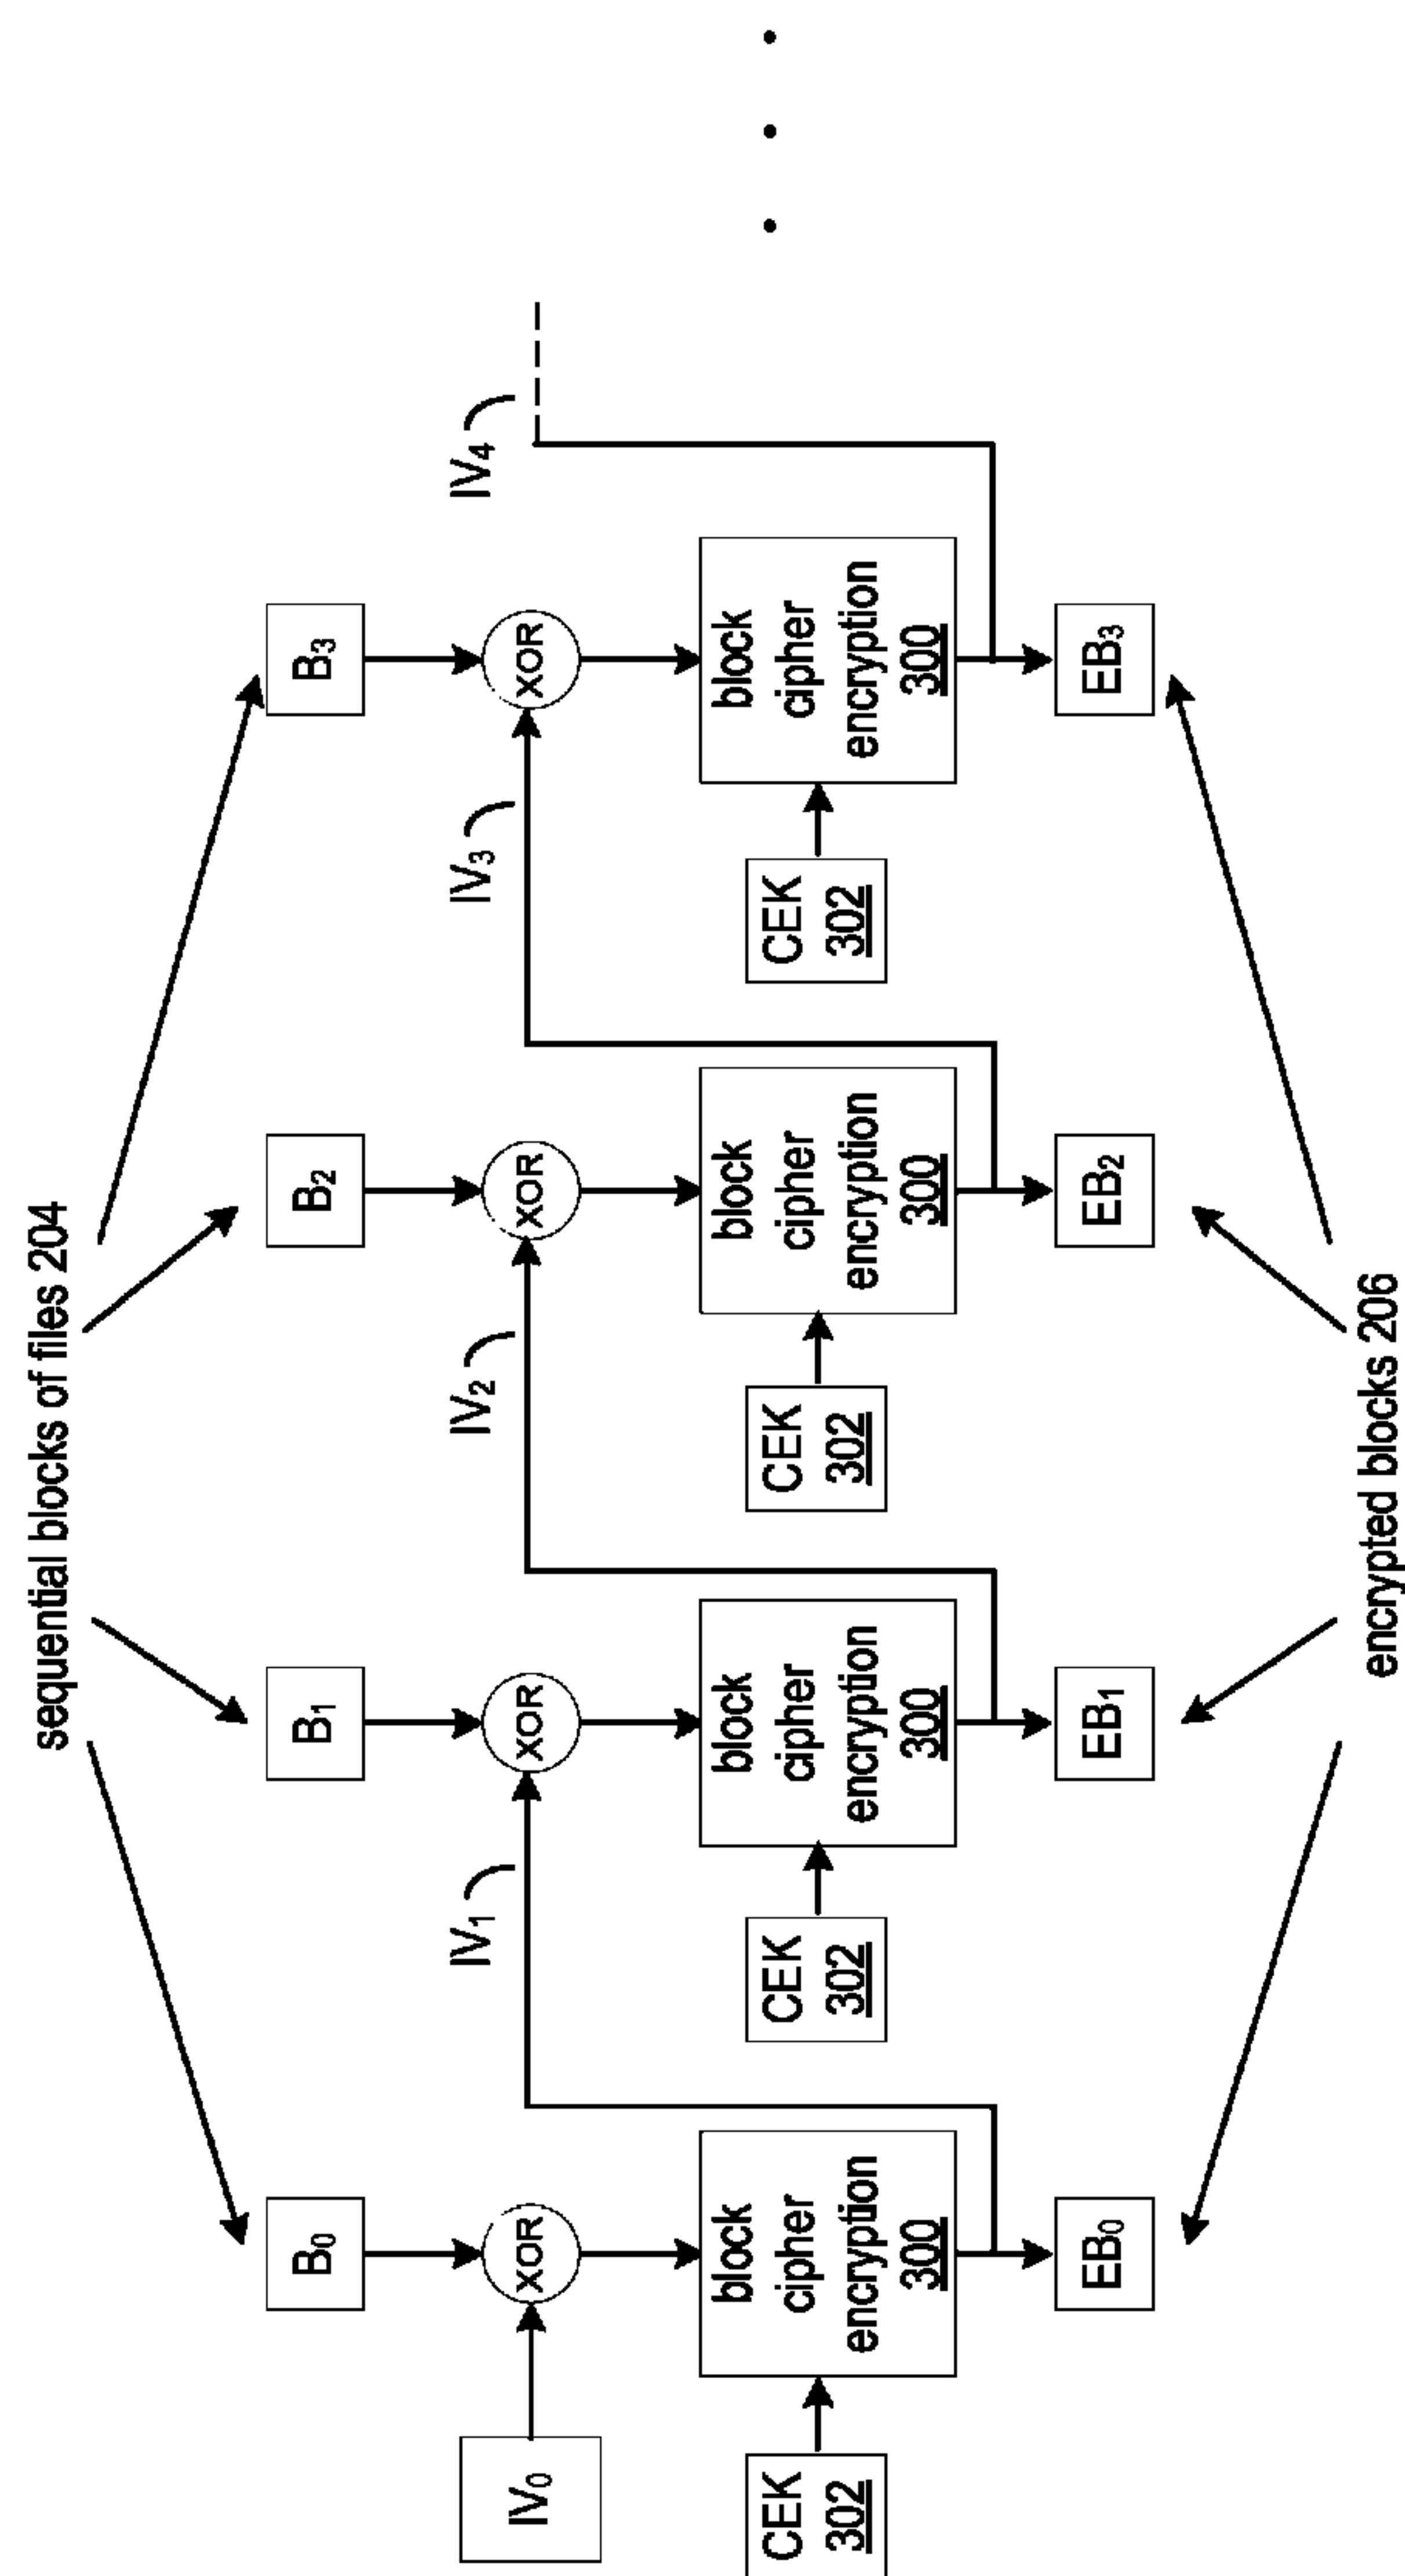 sequential blocks of files 204
B0
B1
B2
B3
IV0
XOR
IV1
XOR
IV2
XOR
IV3
XOR
IV4
CEK
302
block
cipher
encryption
300
CEK
302
block
cipher
encryption
300
CEK
302
block
cipher
encryption
300
CEK
302
block
cipher
encryption
300
EB0
EB1
EB2
EB3
encrypted blocks 206